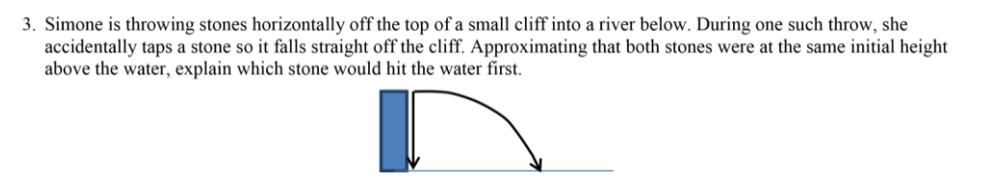 3. Simone is throwing stones horizontally off the top of a small cliff into a river below. During one such throw, she
accidentally taps a stone so it falls straight off the cliff. Approximating that both stones were at the same initial height
above the water, explain which stone would hit the water first.